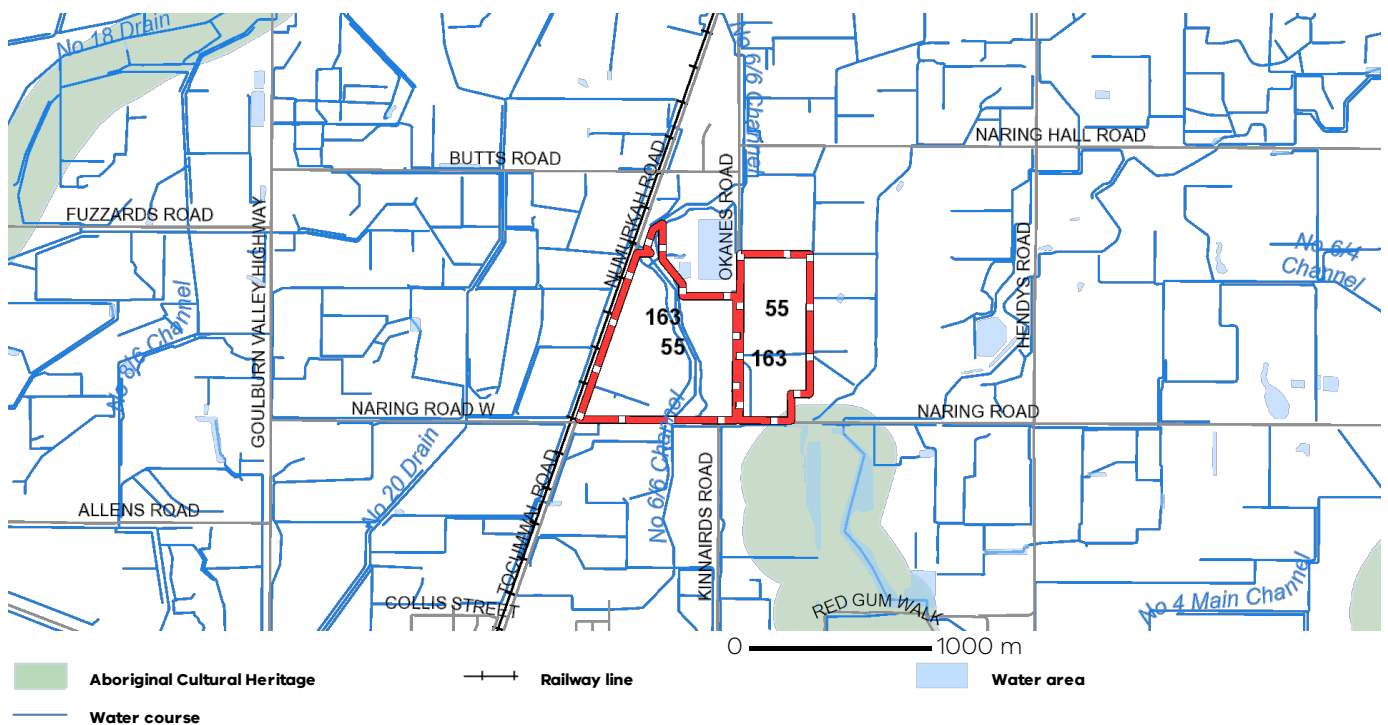 No 18 Drain
No 6/6 Channel
NARING HALL ROAD
BUTTS ROAD
NUMURKAH ROAD
OKANES ROAD
FUZZARDS ROAD
GOULBURN VALLEY HIGHWAY
HENDYS ROAD
No 6/4
Channel
No 8/6 Channel
163
55
55
163
NARING ROAD W
NARING ROAD
No 20 Drain
No 6/6 Channel
ALLENS ROAD
TOCUMWAL ROAD
KINNAIRDS ROAD
COLLIS STREET
RED GUM WALK
No 4 Main Channel
0 1000 m
Aboriginal Cultural Heritage
Railway line
Water area
Water course